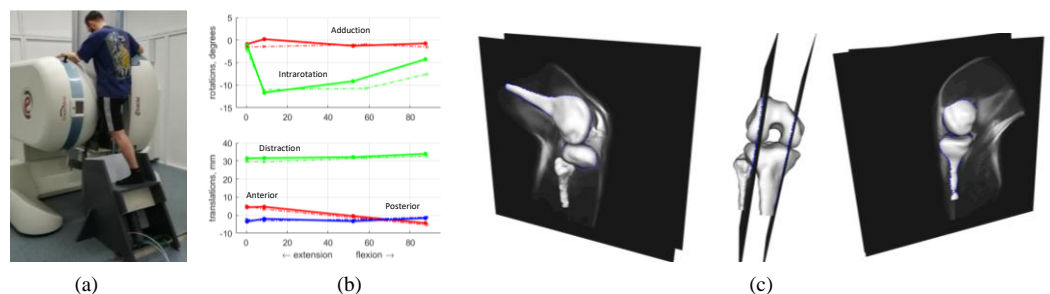 5
0
-5
-10
-15
rotations, degrees
Adduction
Intrarotation
0 20 40 60 80
40
30
20
10
0
-10
translations, mm
Distraction
Anterior
Posterior
0 20 40 60 80
← extension flexion →
(a) (b) (c)